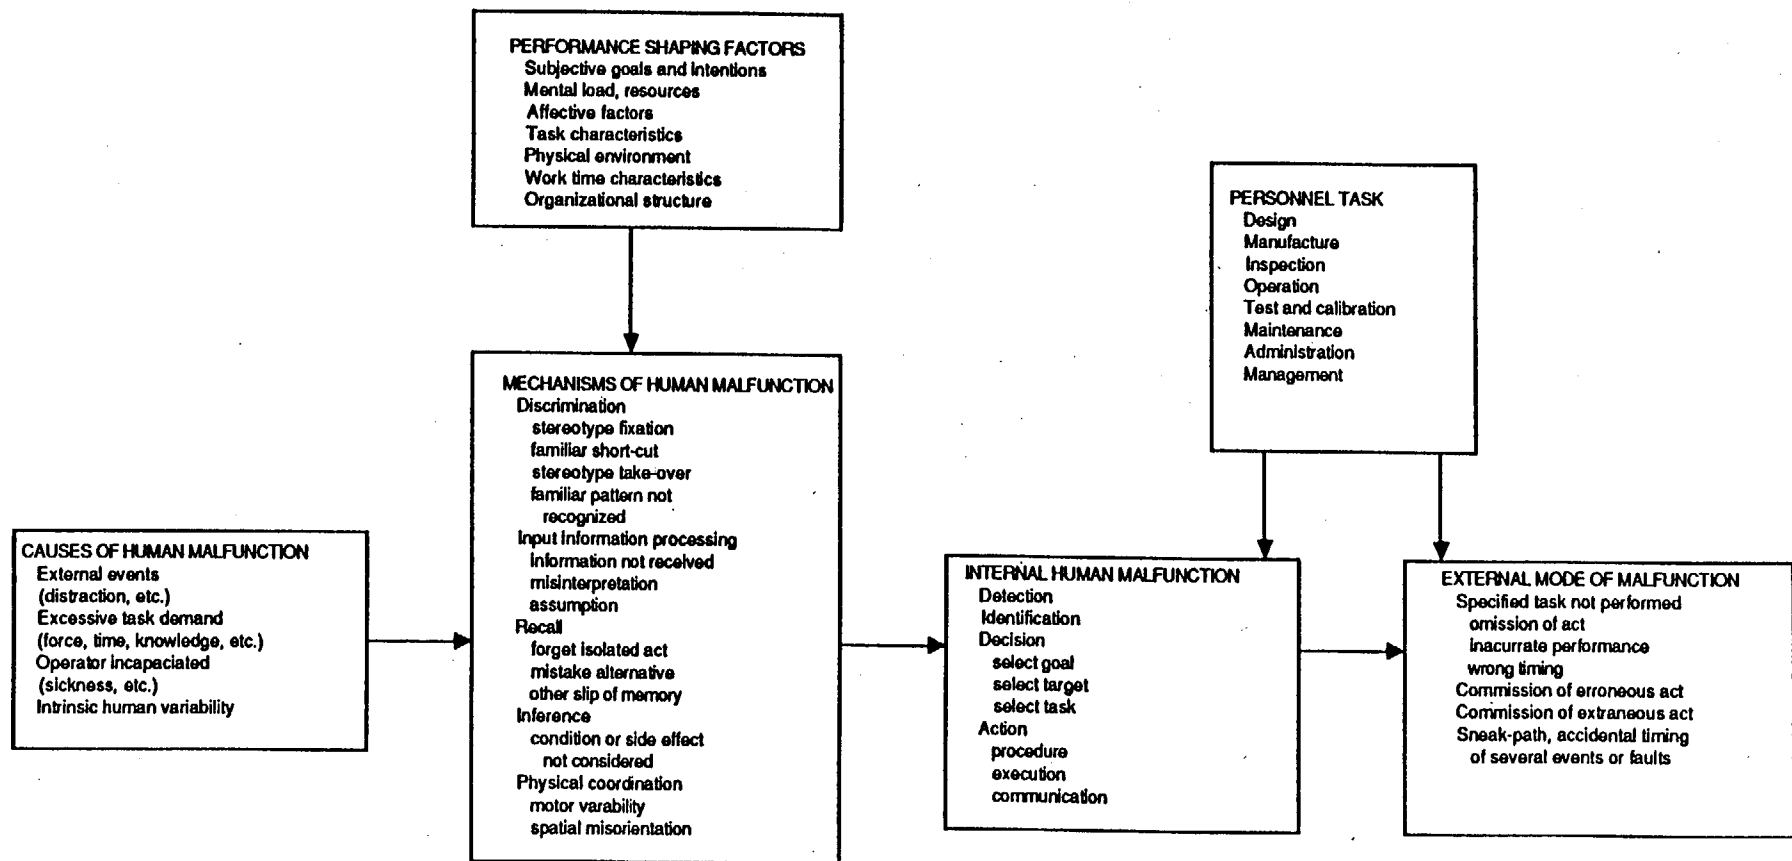 PERFORMANCE SHAPING FACTORS
Subjective goals and intentions
Mental load, resources
Affective factors
Task characteristics
Physical environment
Work time characteristics
Organizational structure
PERSONNEL TASK
Design
Manufacture
Inspection
Operation
Test and calibration
Maintenance
Administration
Management
MECHANISMS OF HUMAN MALFUNCTION
Discrimination
stereotype fixation
familiar short-cut
stereotype take-over
familiar pattern not
recognized
Input information processing
information not received
misinterpretation
assumption
Recall
forget isolated act
mistake alternative
other slip of memory
Inference
condition or side effect
not considered
Physical coordination
motor varability
spatial misorientation
CAUSES OF HUMAN MALFUNCTION
External events
(distraction, etc.)
Excessive task demand
(force, time, knowledge, etc.)
Operator incapaciated
(sickness, etc.)
Intrinsic human variability
INTERNAL HUMAN MALFUNCTION
Detection
Identification
Decision
select goal
select target
select task
Action
procedure
execution
communication
EXTERNAL MODE OF MALFUNCTION
Specified task not performed
omission of act
inacurrate performance
wrong timing
Commission of erroneous act
Commission of extraneous act
Sneak-path, accidental timing
of several events or faults